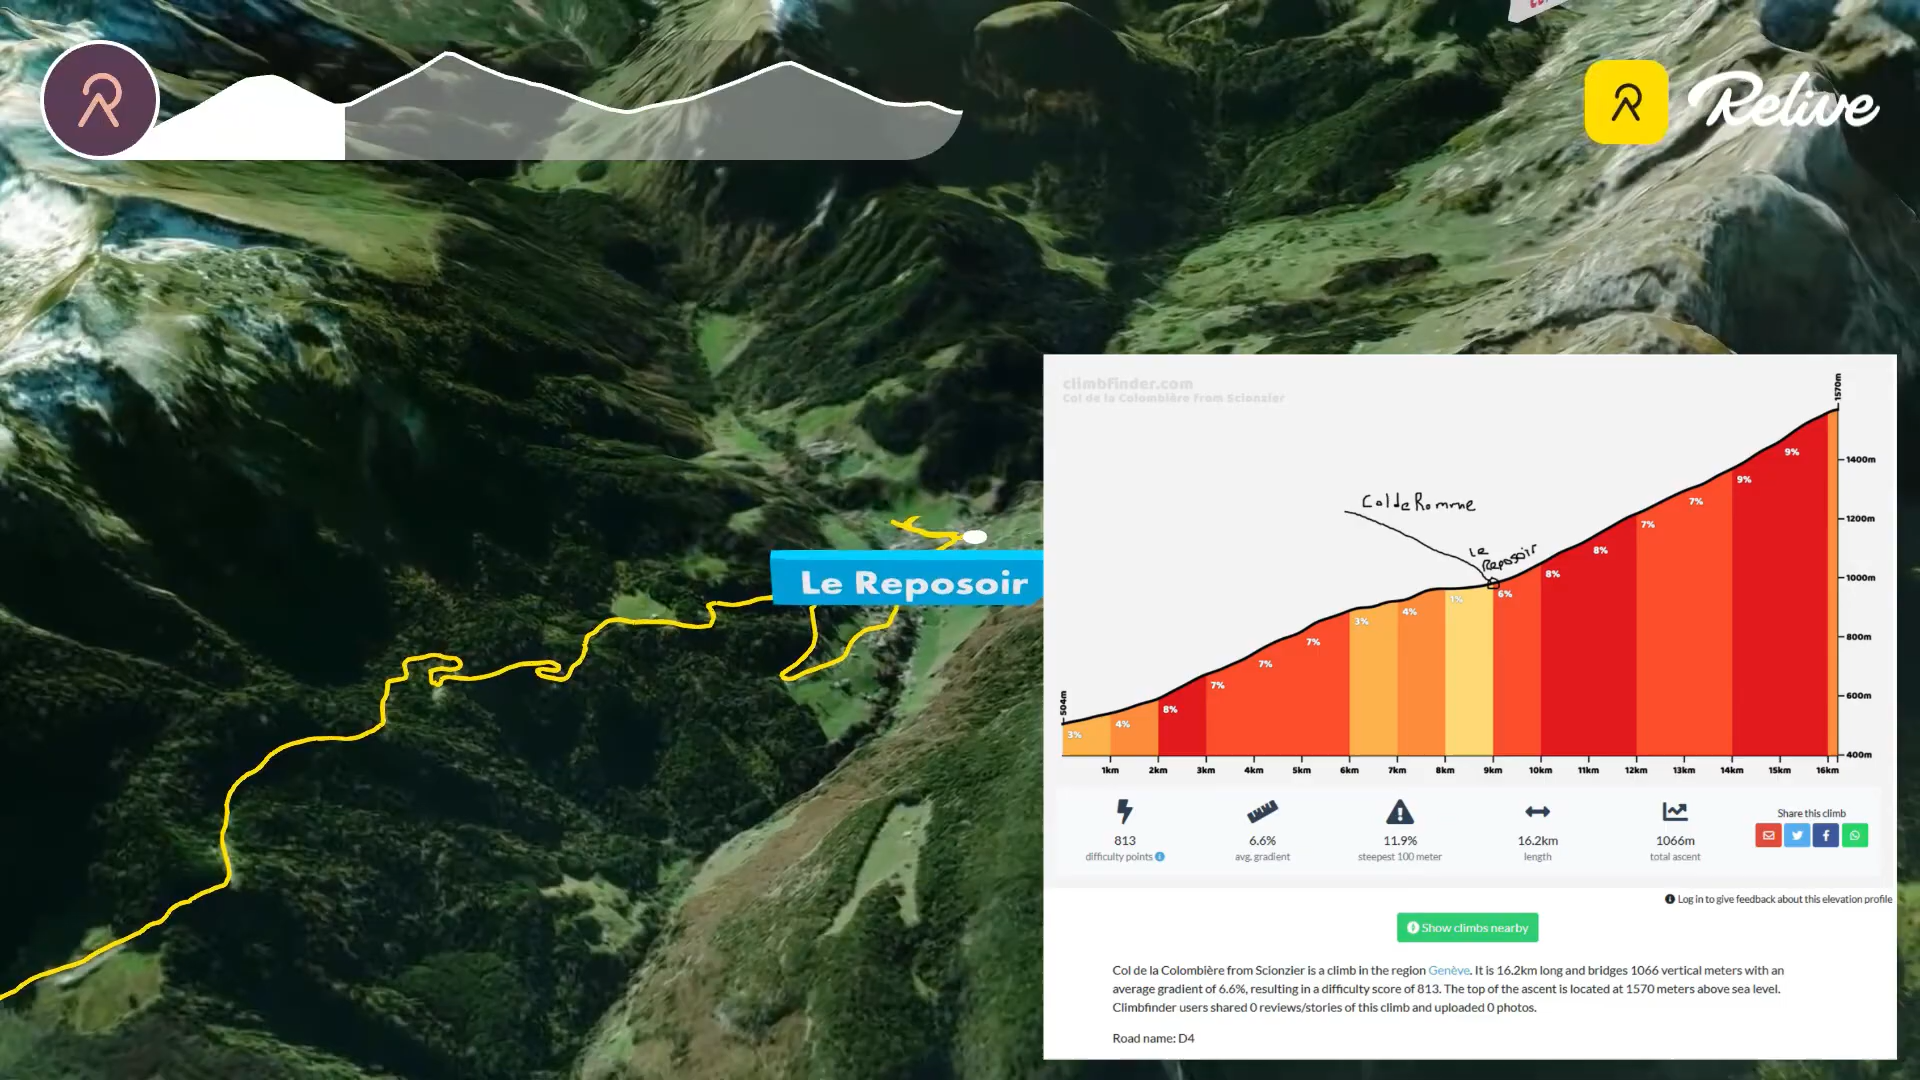 Relive
Le Reposoir
climbfinder.com
Col de la Colombière from Scionzier
Col de Romme
Le
Reposoir
504m
1570m
3%
4%
8%
7%
7%
7%
3%
4%
1%
6%
8%
8%
7%
7%
9%
9%
1400m
1200m
1000m
800m
600m
400m
1km 2km 3km 4km 5km 6km 7km 8km 9km 10km 11km 12km 13km 14km 15km 16km
813
difficulty points
6.6%
avg. gradient
11.9%
steepest 100 meter
16.2km
length
1066m
total ascent
Share this climb
Log in to give feedback about this elevation profile
Show climbs nearby
Col de la Colombière from Scionzier is a climb in the region Genève. It is 16.2km long and bridges 1066 vertical meters with an
average gradient of 6.6%, resulting in a difficulty score of 813. The top of the ascent is located at 1570 meters above sea level.
Climbfinder users shared 0 reviews/stories of this climb and uploaded 0 photos.
Road name: D4